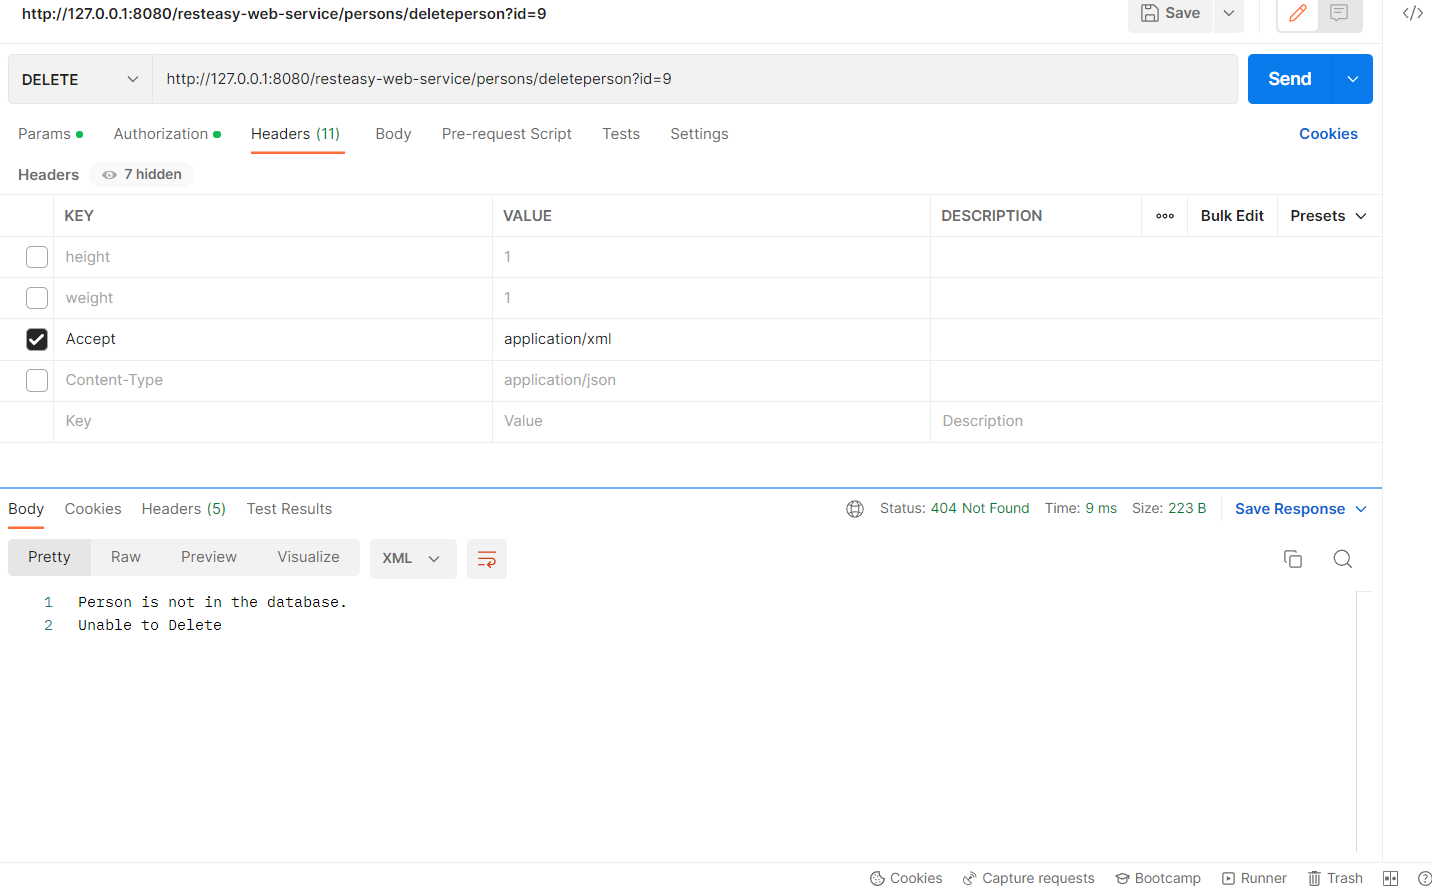 http://127.0.0.1:8080/resteasy-web-service/persons/deleteperson?id=9
Save
DELETE
http://127.0.0.1:8080/resteasy-web-service/persons/deleteperson?id=9
Send
Params
Authorization
Headers (11)
Body
Pre-request Script
Tests
Settings
Cookies
Headers
7 hidden
KEY
VALUE
DESCRIPTION
Bulk Edit
Presets
height
1
weight
1
Accept
application/xml
Content-Type
application/json
Key
Value
Description
Body
Cookies
Headers (5)
Test Results
Status: 404 Not Found
Time: 9 ms
Size: 223 B
Save Response
Pretty
Raw
Preview
Visualize
XML
1 Person is not in the database.
2 Unable to Delete
Cookies
Capture requests
Bootcamp
Runner
Trash